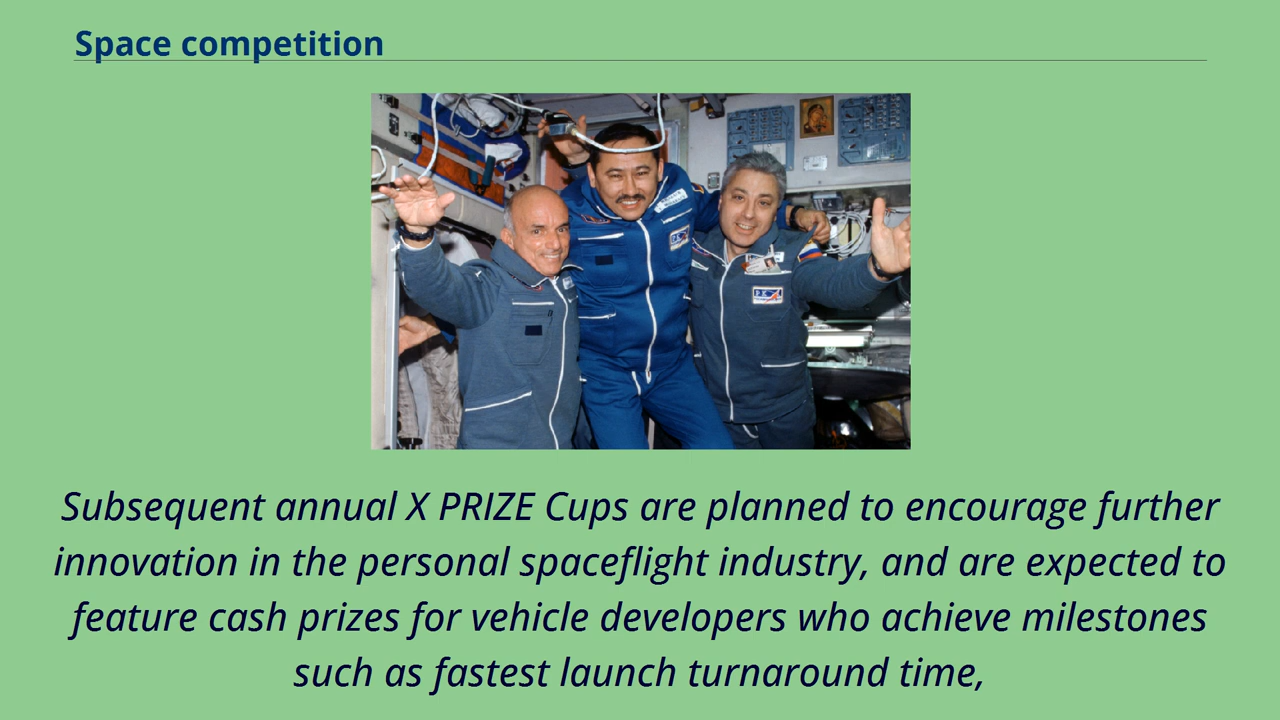 Space competition
Subsequent annual X PRIZE Cups are planned to encourage further
innovation in the personal spaceflight industry, and are expected to
feature cash prizes for vehicle developers who achieve milestones
such as fastest launch turnaround time,